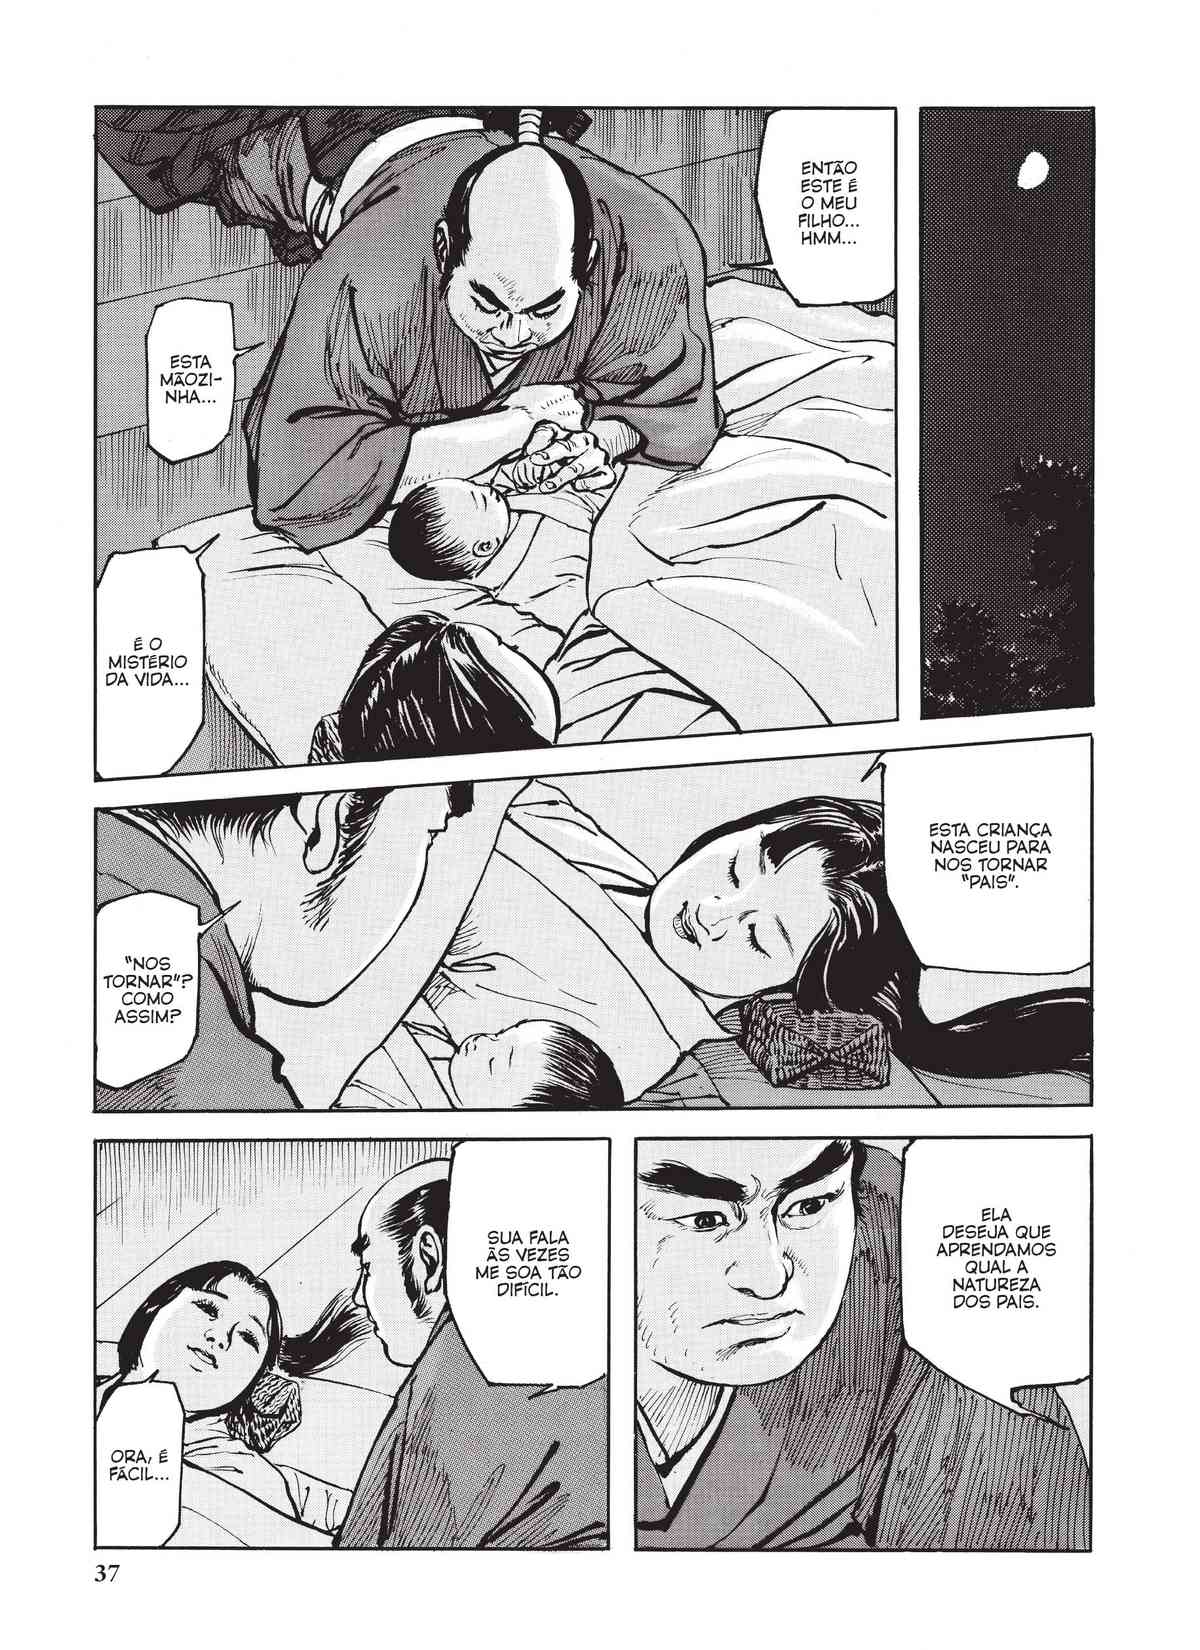 ENTÃO
ESTE É
O MEU
FILHO...
HMM...
ESTA
MÃOZI-
NHA...
É O
MISTÉRIO
DA VIDA...
ESTA CRIANÇA
NASCEU PARA
NOS TORNAR
"PAIS".
"NOS
TORNAR"?
COMO
ASSIM?
ELA
DESEJA QUE
APRENDAMOS
QUAL A
NATUREZA
DOS PAIS.
SUA FALA
ÀS VEZES
ME SOA TÃO
DIFÍCIL.
ORA, É
FÁCIL...
37